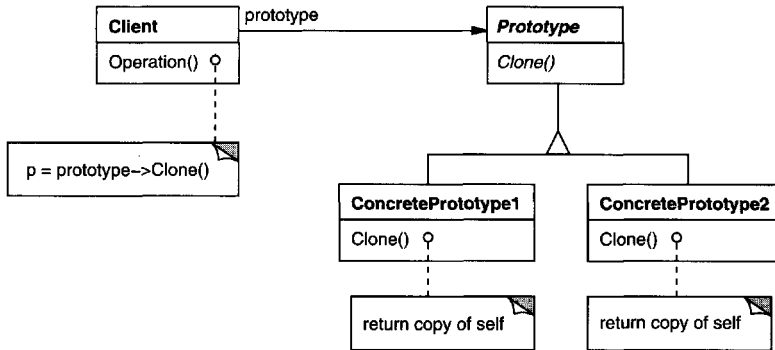 prototype
Client
Prototype
Operation()
Clone()
p = prototype->Clone()
ConcretePrototype1
ConcretePrototype2
Clone()
Clone()
return copy of self
return copy of self